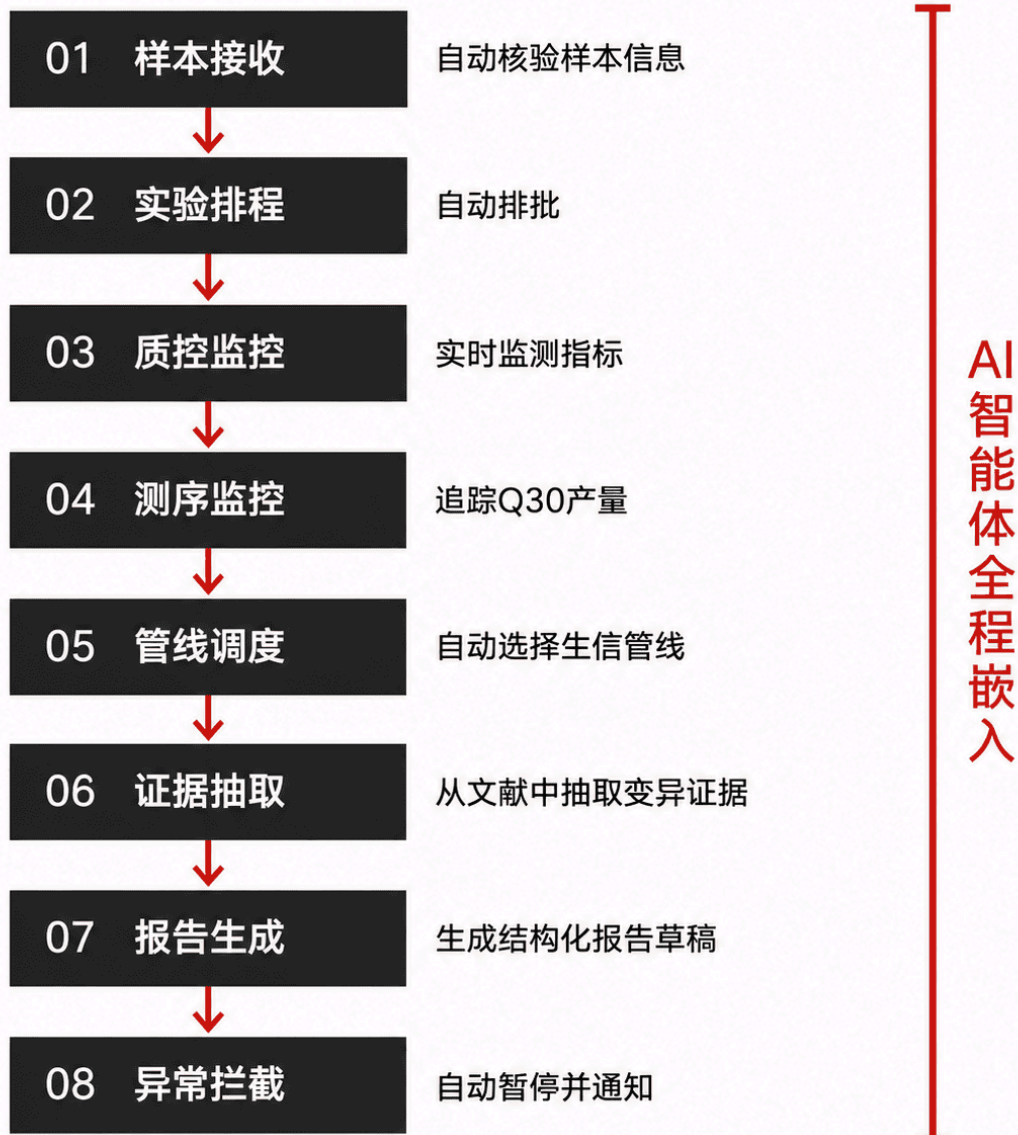 01 样本接收 自动核验样本信息
02 实验排程 自动排批
03 质控监控 实时监测指标
04 测序监控 追踪Q30产量
05 管线调度 自动选择生信管线
06 证据抽取 从文献中抽取变异证据
07 报告生成 生成结构化报告草稿
08 异常拦截 自动暂停并通知
AI智能体全程嵌入